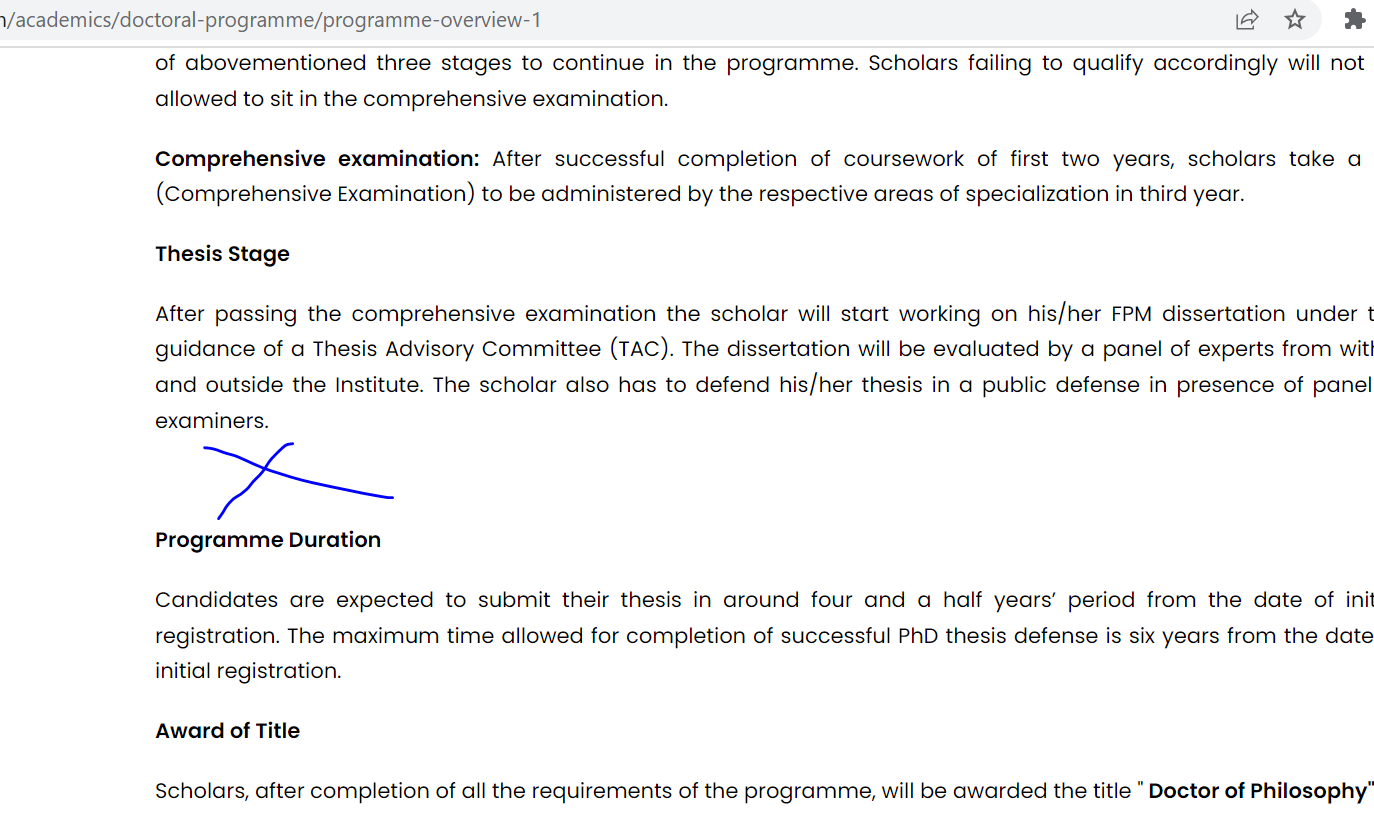 /academics/doctoral-programme/programme-overview-1
of abovementioned three stages to continue in the programme. Scholars failing to qualify accordingly will not
allowed to sit in the comprehensive examination.
Comprehensive examination: After successful completion of coursework of first two years, scholars take a
(Comprehensive Examination) to be administered by the respective areas of specialization in third year.
Thesis Stage
After passing the comprehensive examination the scholar will start working on his/her FPM dissertation under
guidance of a Thesis Advisory Committee (TAC). The dissertation will be evaluated by a panel of experts from
and outside the Institute. The scholar also has to defend his/her thesis in a public defense in presence of panel
examiners.
Programme Duration
Candidates are expected to submit their thesis in around four and a half years’ period from the date of
registration. The maximum time allowed for completion of successful PhD thesis defense is six years from the date
initial registration.
Award of Title
Scholars, after completion of all the requirements of the programme, will be awarded the title " Doctor of Philosophy"